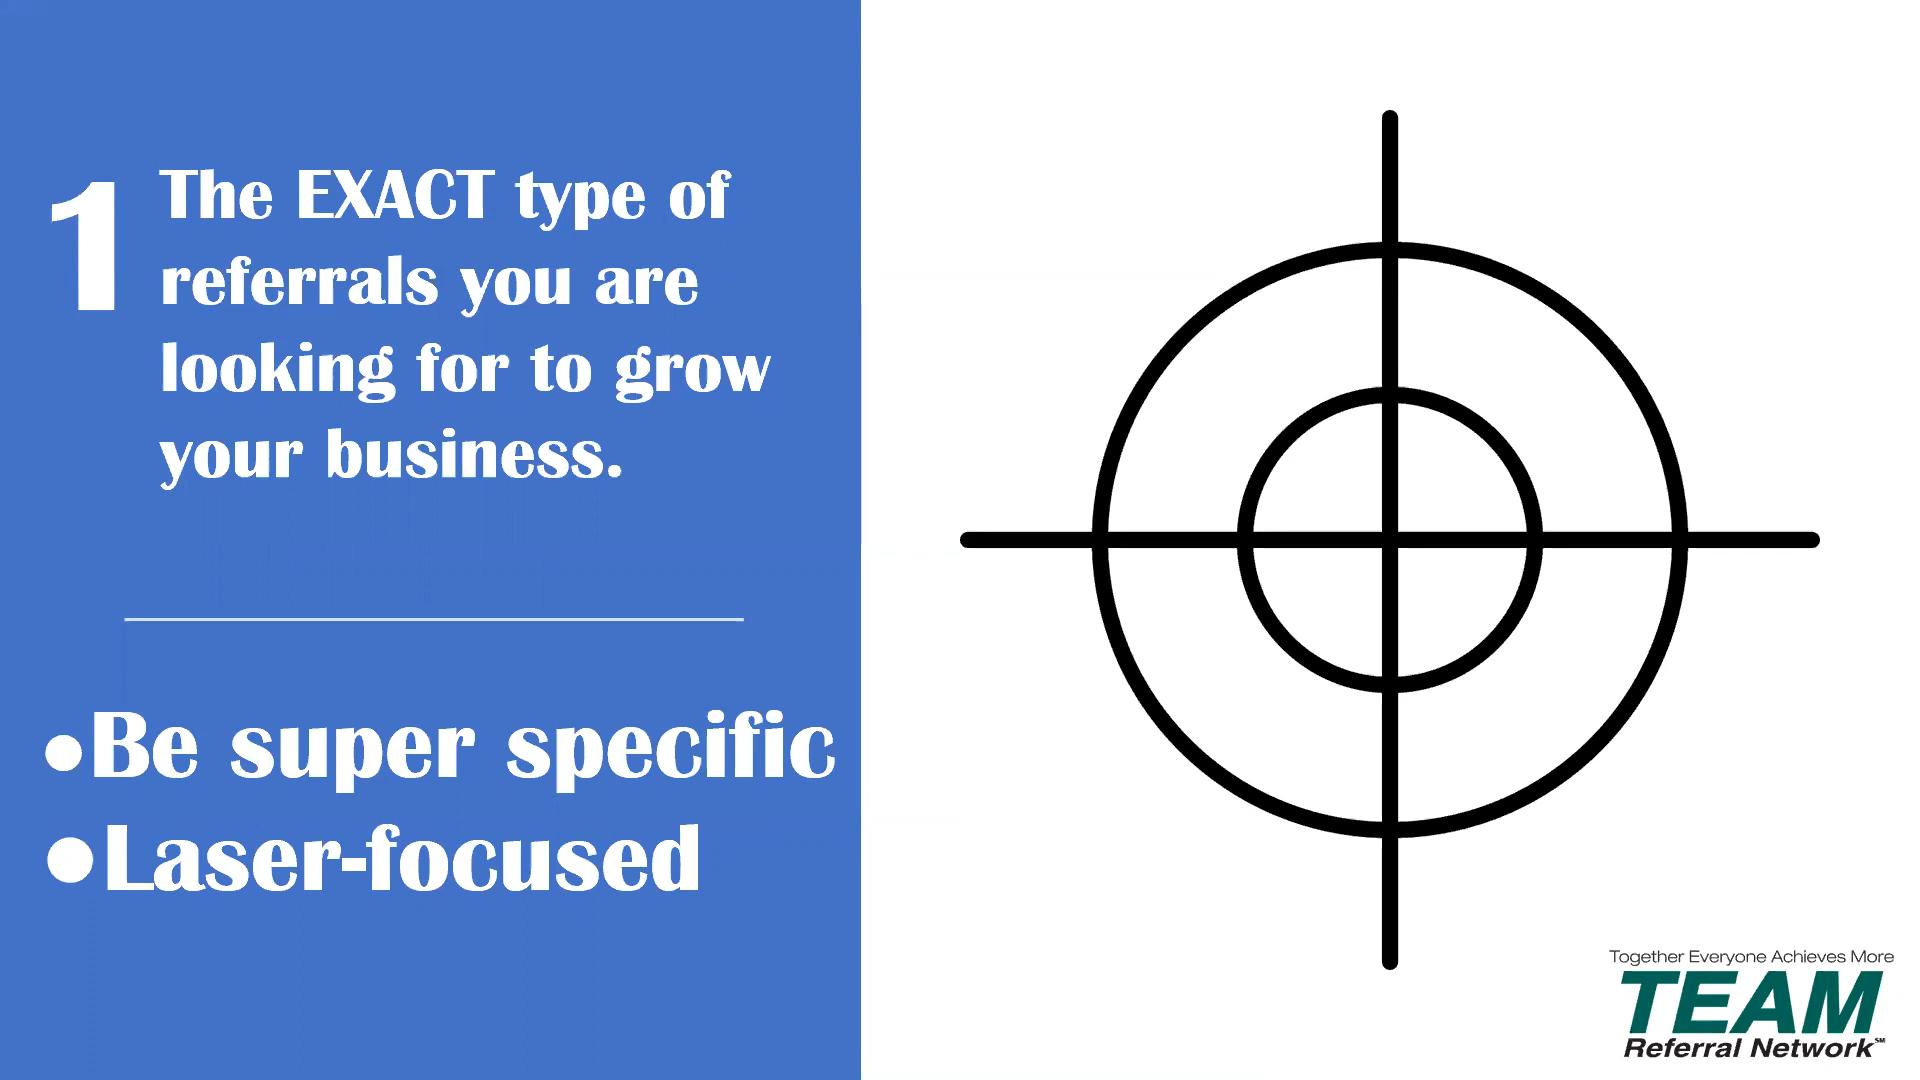 1
The EXACT type of
referrals you are
looking for to grow
your business.
•Be super specific
•Laser-focused
Together Everyone Achieves More
TEAM
Referral Network℠